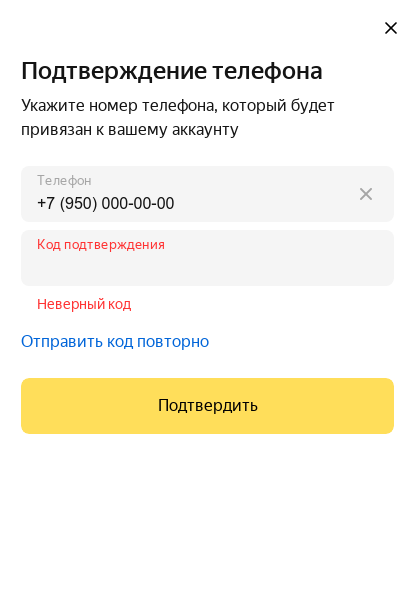 Подтверждение телефона
Укажите номер телефона, который будет
привязан к вашему аккаунту
Телефон
+7 (950) 000-00-00
Код подтверждения
Неверный код
Отправить код повторно
Подтвердить